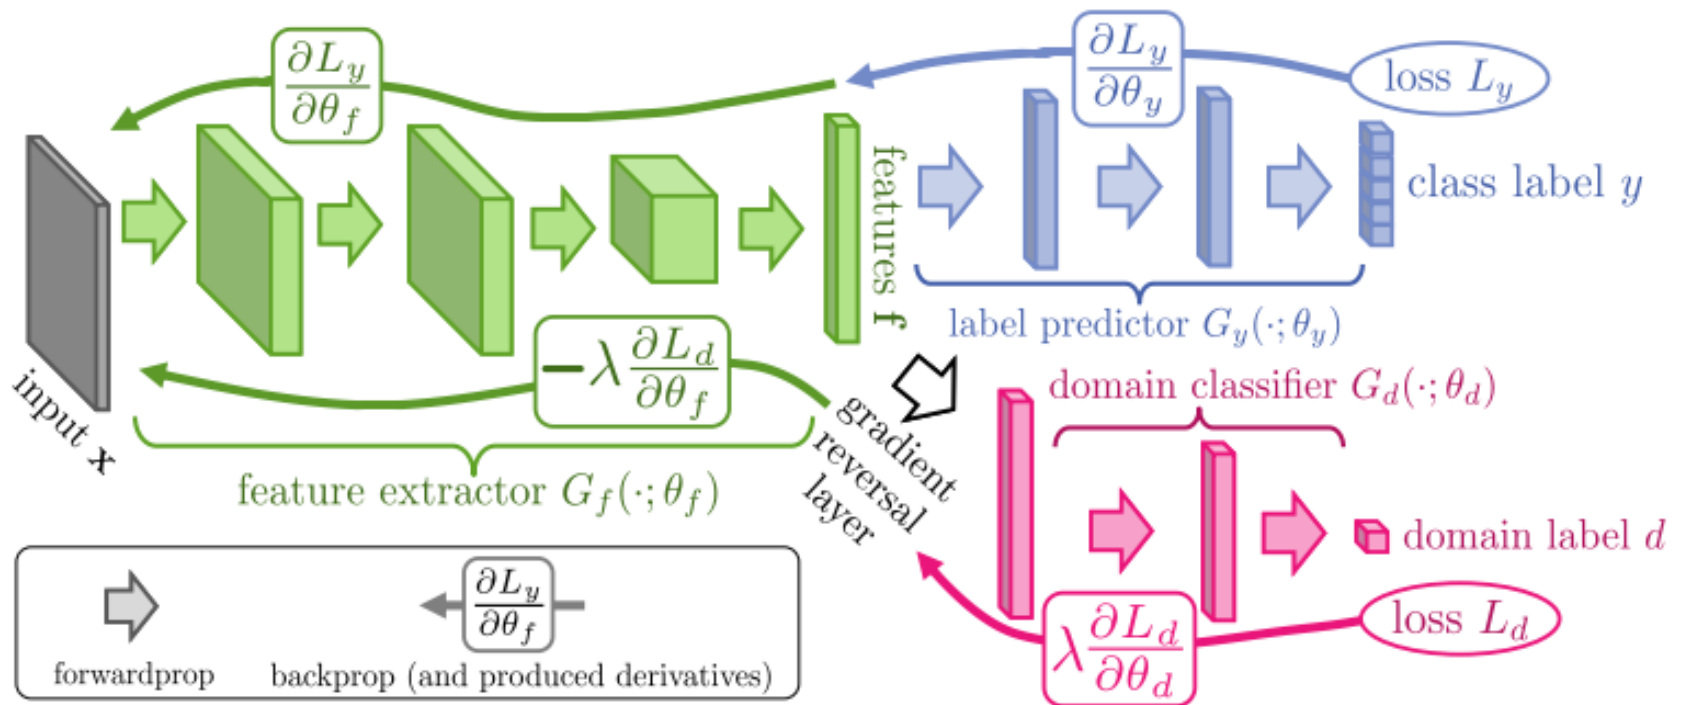 ∂L_y/∂θ_f
∂L_y/∂θ_y
loss L_y
features f
class label y
label predictor G_y(·; θ_y)
input x
−λ ∂L_d/∂θ_f
feature extractor G_f(·; θ_f)
gradient
reversal
layer
domain classifier G_d(·; θ_d)
domain label d
λ ∂L_d/∂θ_d
loss L_d
∂L_y/∂θ_f
forwardprop
backprop (and produced derivatives)